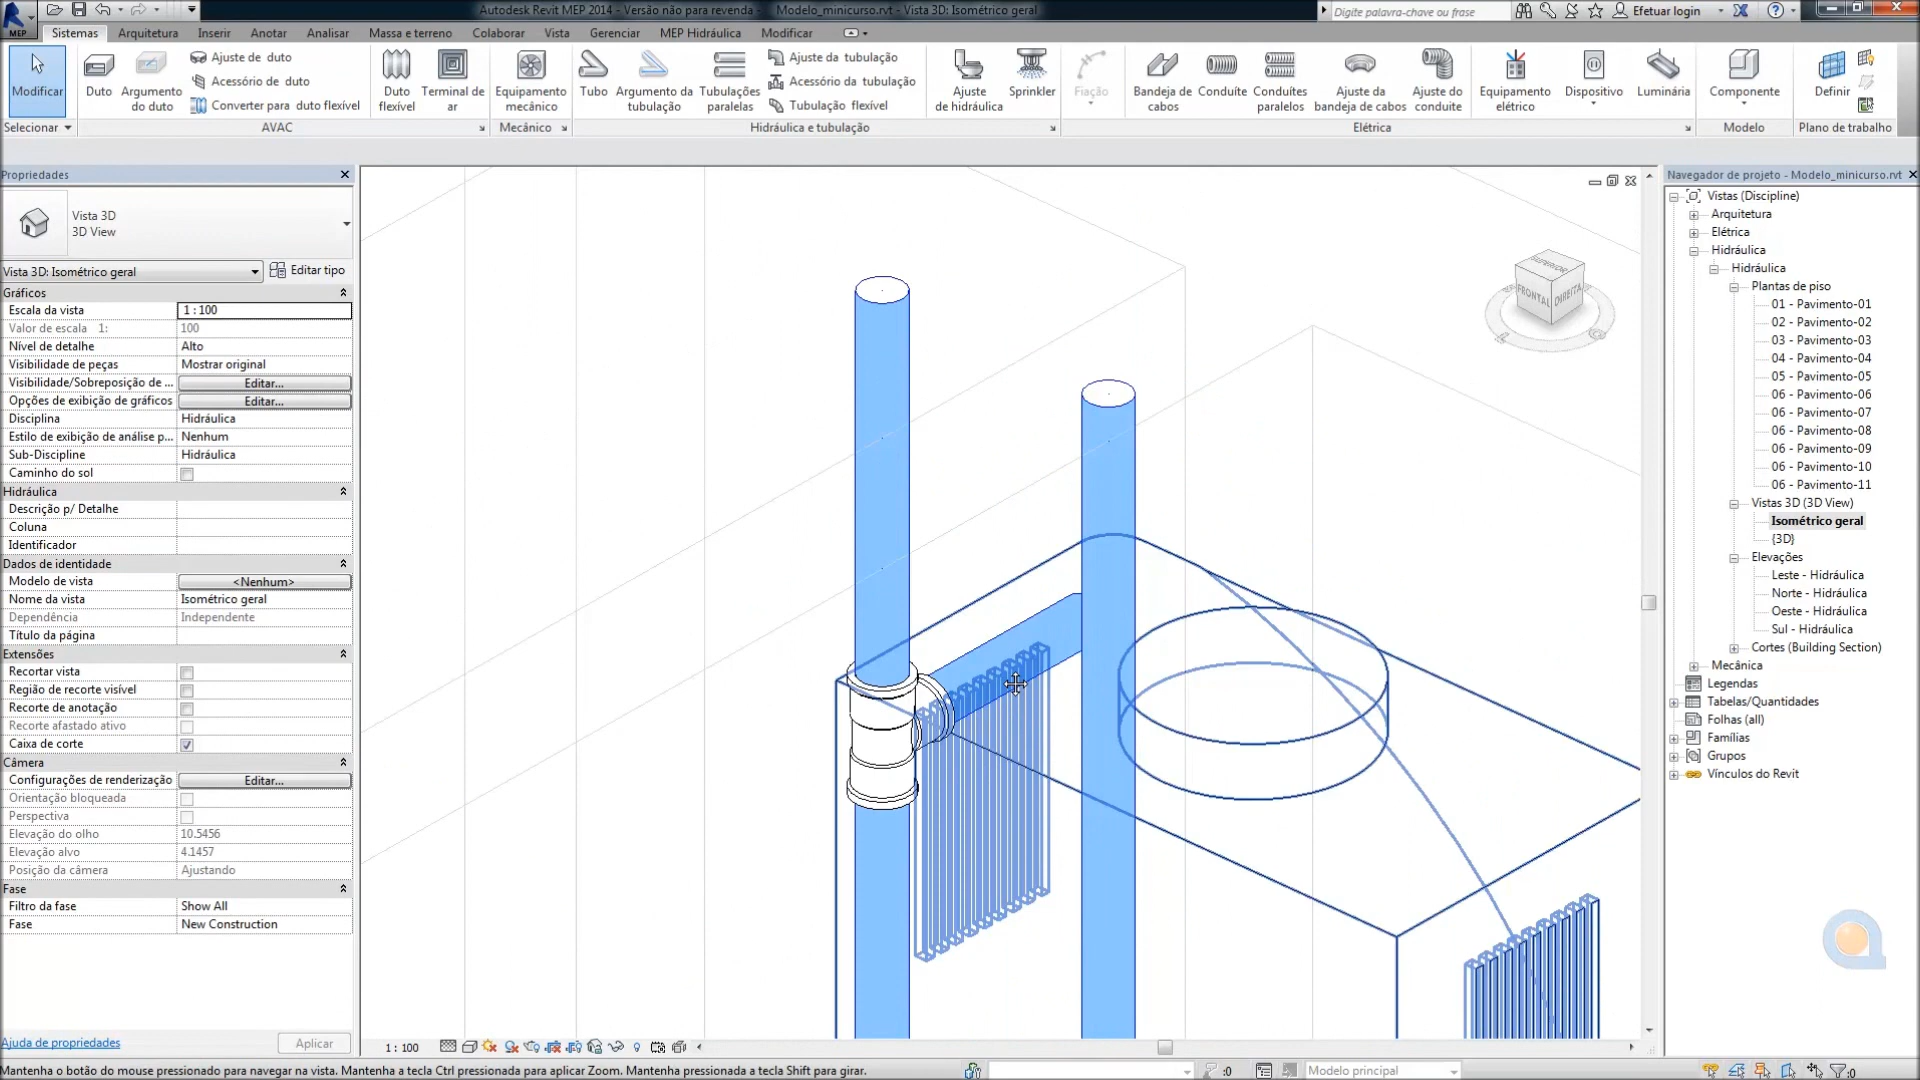 Autodesk Revit MEP 2014 - Versão não para revenda - Modelo_minicurso.rvt - Vista 3D: Isométrico geral
Digite palavra-chave ou frase
Efetuar login
MEP
Sistemas Arquitetura Inserir Anotar Analisar Massa e terreno Colaborar Vista Gerenciar MEP Hidráulica Modificar
Modificar
Duto
Argumento do duto
Ajuste de duto
Acessório de duto
Converter para duto flexível
Duto flexível
Terminal de ar
Equipamento mecânico
Tubo
Argumento da tubulação
Tubulações paralelas
Ajuste da tubulação
Acessório da tubulação
Tubulação flexível
Ajuste de hidráulica
Sprinkler
Fiação
Bandeja de cabos
Conduíte
Conduítes paralelos
Ajuste da bandeja de cabos
Ajuste do conduíte
Equipamento elétrico
Dispositivo
Luminária
Componente
Definir
Selecionar AVAC Mecânico Hidráulica e tubulação Elétrica Modelo Plano de trabalho
Propriedades
Vista 3D
3D View
Vista 3D: Isométrico geral
Editar tipo
Gráficos
Escala da vista 1 : 100
Valor de escala 1: 100
Nível de detalhe Alto
Visibilidade de peças Mostrar original
Visibilidade/Sobreposição de ... Editar...
Opções de exibição de gráficos Editar...
Disciplina Hidráulica
Estilo de exibição de análise p... Nenhum
Sub-Discipline Hidráulica
Caminho do sol
Hidráulica
Descrição p/ Detalhe
Coluna
Identificador
Dados de identidade
Modelo de vista <Nenhum>
Nome da vista Isométrico geral
Dependência Independente
Título da página
Extensões
Recortar vista
Região de recorte visível
Recorte de anotação
Recorte afastado ativo
Caixa de corte
Câmera
Configurações de renderização Editar...
Orientação bloqueada
Perspectiva
Elevação do olho 10.5456
Elevação alvo 4.1457
Posição da câmera Ajustando
Fase
Filtro da fase Show All
Fase New Construction
Ajuda de propriedades
Aplicar
SUPERIOR
FRONTAL
DIREITA
Navegador de projeto - Modelo_minicurso.rvt
Vistas (Discipline)
Arquitetura
Elétrica
Hidráulica
Hidráulica
Plantas de piso
01 - Pavimento-01
02 - Pavimento-02
03 - Pavimento-03
04 - Pavimento-04
05 - Pavimento-05
06 - Pavimento-06
06 - Pavimento-07
06 - Pavimento-08
06 - Pavimento-09
06 - Pavimento-10
06 - Pavimento-11
Vistas 3D (3D View)
Isométrico geral
{3D}
Elevações
Leste - Hidráulica
Norte - Hidráulica
Oeste - Hidráulica
Sul - Hidráulica
Cortes (Building Section)
Mecânica
Legendas
Tabelas/Quantidades
Folhas (all)
Famílias
Grupos
Vínculos do Revit
1 : 100
Mantenha o botão do mouse pressionado para navegar na vista. Mantenha a tecla Ctrl pressionada para aplicar Zoom. Mantenha pressionada a tecla Shift para girar.
:0
Modelo principal
:0